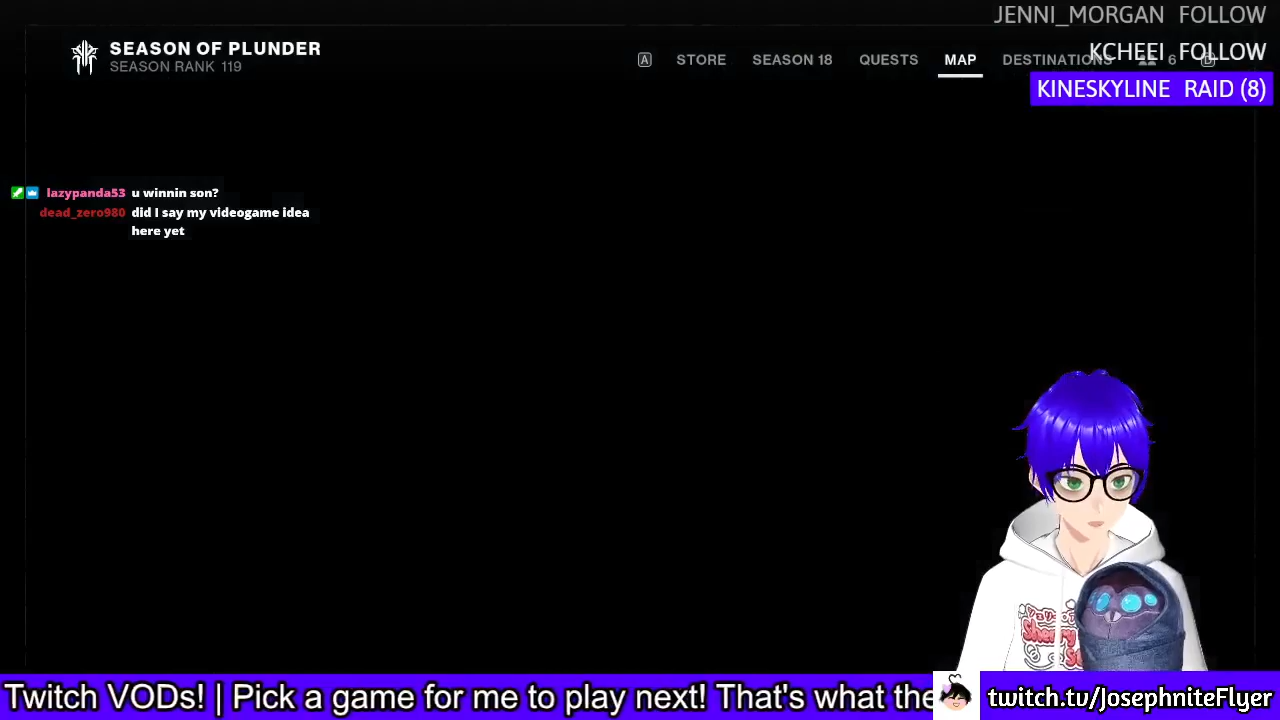 JENNI_MORGAN FOLLOW
SEASON OF PLUNDER
SEASON RANK 119
A STORE SEASON 18 QUESTS MAP DESTINATIONS 6
KCHEEI FOLLOW
KINESKYLINE RAID (8)
lazypanda53 u winnin son?
dead_zero980 did I say my videogame idea
here yet
Twitch VODs! | Pick a game for me to play next! That's what the
twitch.tv/JosephniteFlyer